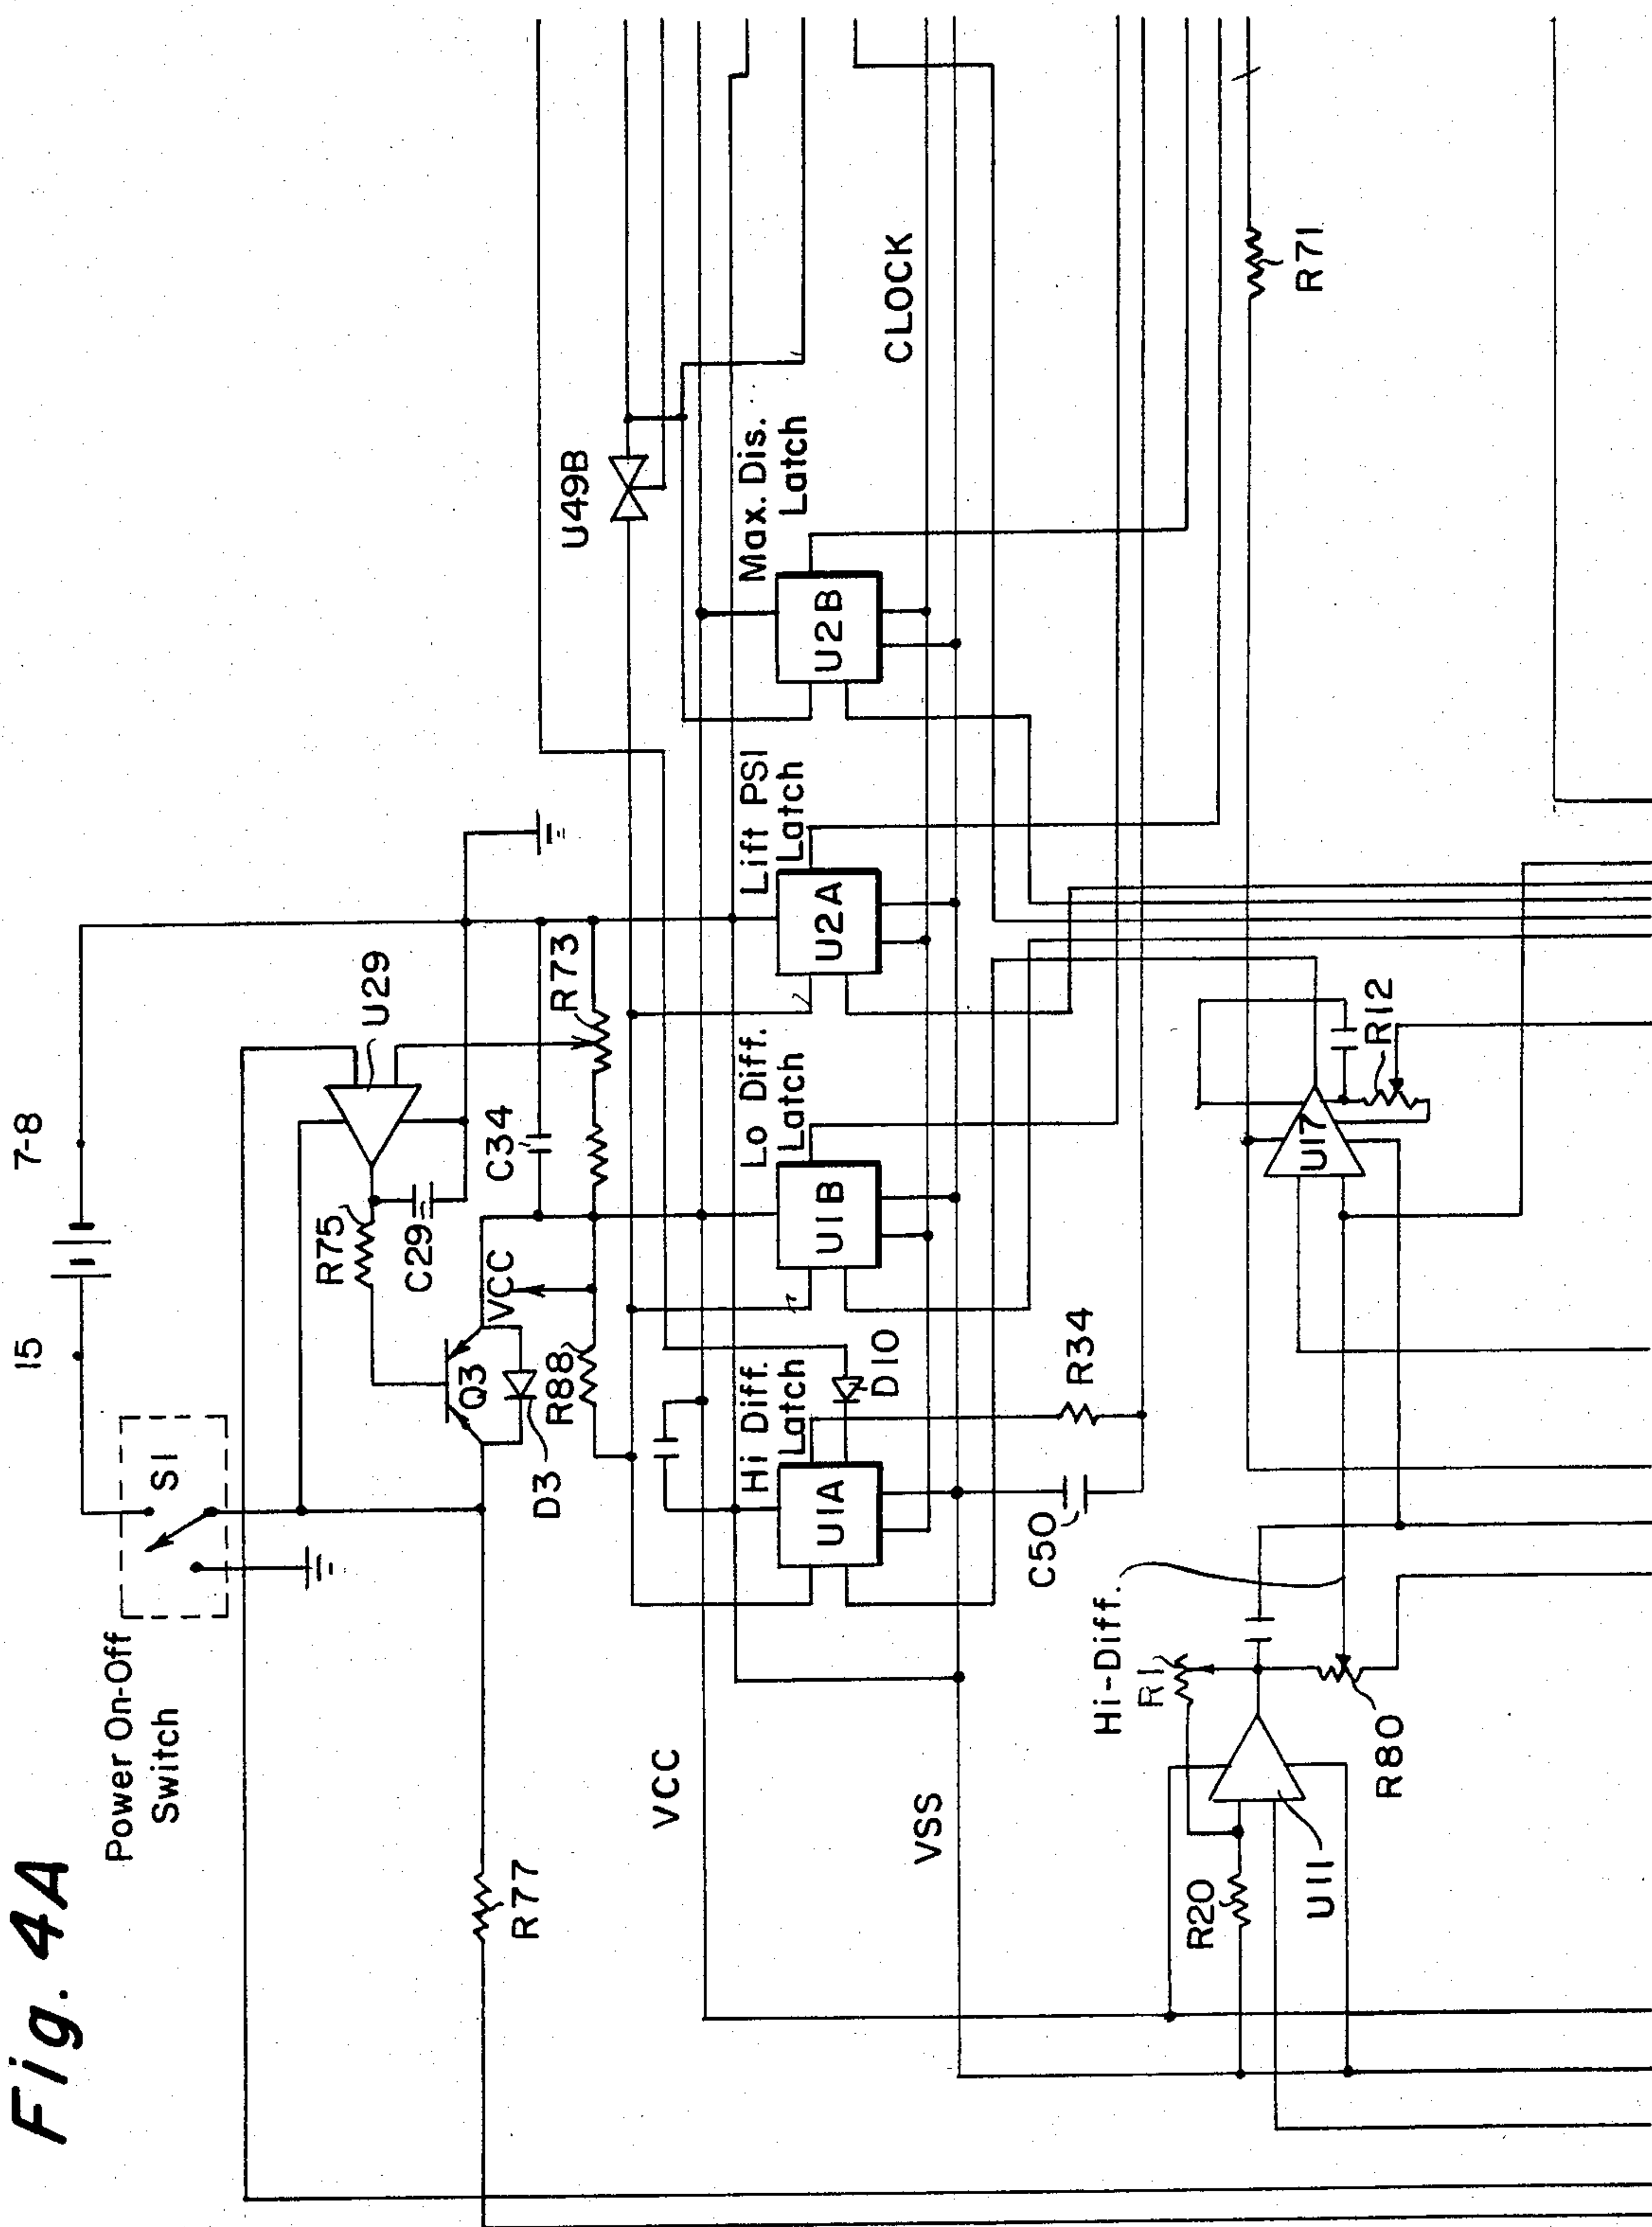 Fig. 4A
Power On-Off
Switch
S1
15
7-8
R77
U29
R75
C29
C34
R73
Q3
VCC
D3
R88
U49B
VCC
VSS
CLOCK
Hi Diff.
Latch
U1A
D10
Lo Diff.
Latch
U1B
Lift PSI
Latch
U2A
Max. Dis.
Latch
U2B
C50
R34
Hi-Diff.
R1
R20
U11
R80
U17
R12
R71